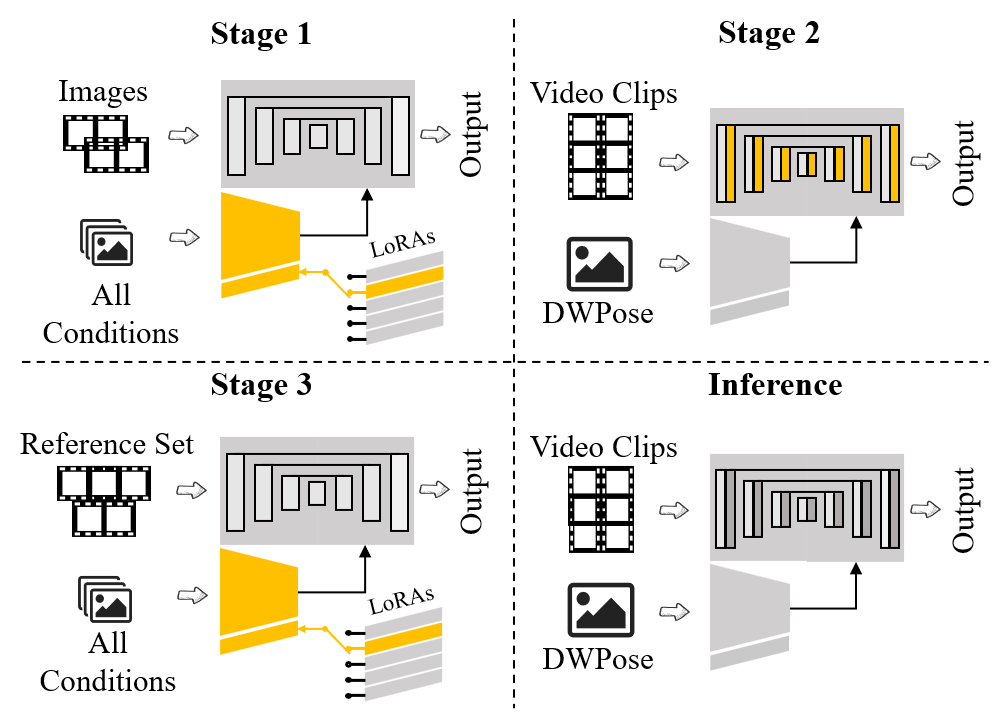 Stage 1
Images
All
Conditions
LoRAs
Output
Stage 2
Video Clips
DWPose
Output
Stage 3
Reference Set
All
Conditions
LoRAs
Output
Inference
Video Clips
DWPose
Output